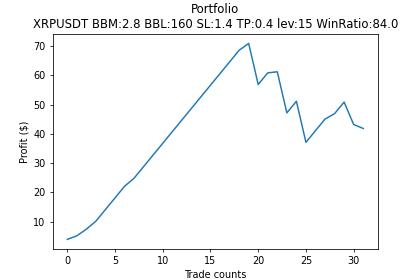 Portfolio
XRPUSDT BBM:2.8 BBL:160 SL:1.4 TP:0.4 lev:15 WinRatio:84.0
70
60
50
40
30
20
10
Profit ($)
0 5 10 15 20 25 30
Trade counts